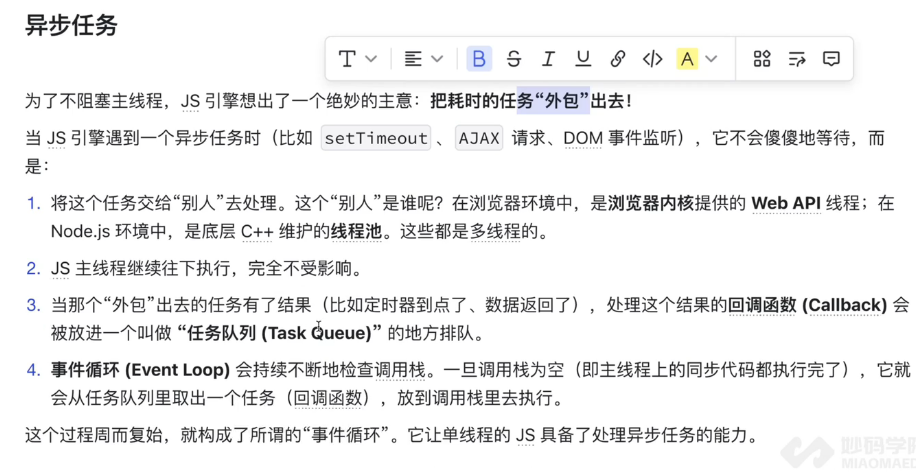 异步任务
T B S I U A
为了不阻塞主线程，JS 引擎想出了一个绝妙的主意：把耗时的任务“外包”出去！
当 JS 引擎遇到一个异步任务时（比如 setTimeout 、 AJAX 请求、DOM 事件监听），它不会傻傻地等待，而
是：
1. 将这个任务交给“别人”去处理。这个“别人”是谁呢？在浏览器环境中，是浏览器内核提供的 Web API 线程；在
Node.js 环境中，是底层 C++ 维护的线程池。这些都是多线程的。
2. JS 主线程继续往下执行，完全不受影响。
3. 当那个“外包”出去的任务有了结果（比如定时器到点了、数据返回了），处理这个结果的回调函数 (Callback) 会
被放进一个叫做 “任务队列 (Task Queue)” 的地方排队。
4. 事件循环 (Event Loop) 会持续不断地检查调用栈。一旦调用栈为空（即主线程上的同步代码都执行完了），它就
会从任务队列里取出一个任务（回调函数），放到调用栈里去执行。
这个过程周而复始，就构成了所谓的“事件循环”。它让单线程的 JS 具备了处理异步任务的能力。
妙码学
MIAOMAED